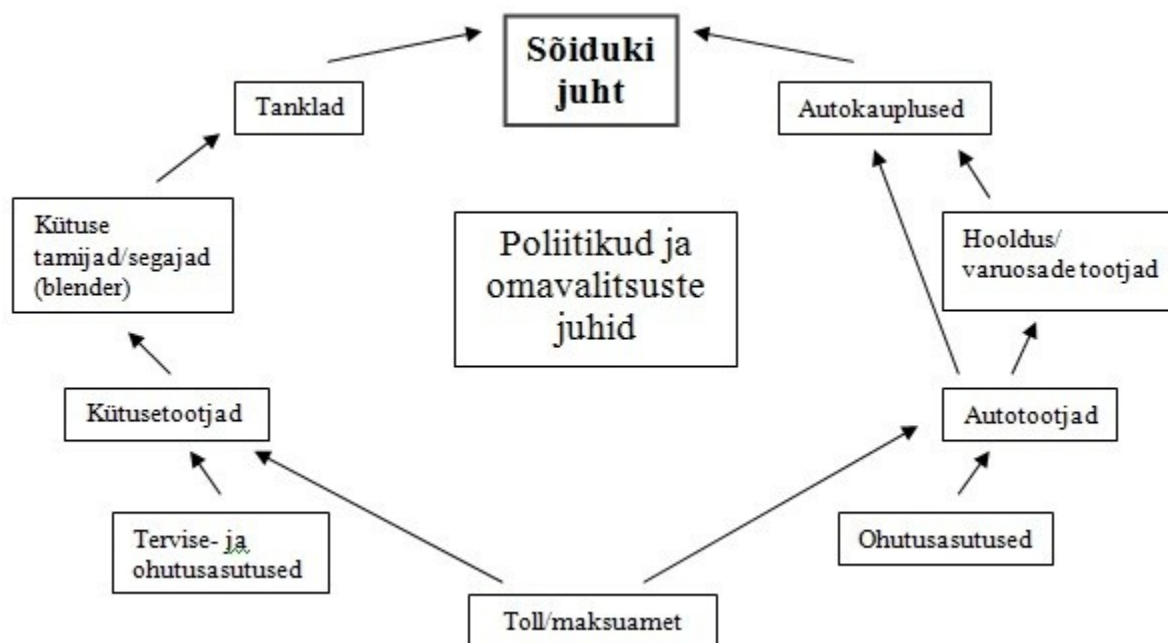 Sõiduki
juht
Tanklad
Autokauplused
Kütuse
tarnijad/segajad
(blender)
Poliitikud ja
omavalitsuste
juhid
Hooldus/
varuosade tootjad
Kütusetootjad
Autotootjad
Tervise- ja
ohutusasutused
Ohutusasutused
Toll/maksuamet